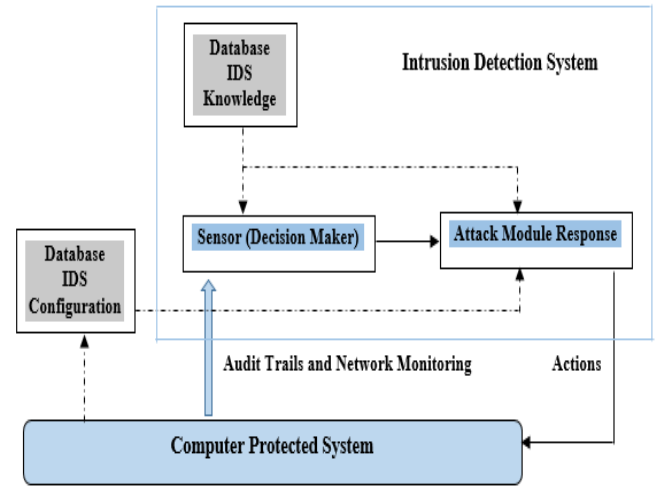 Database
IDS
Knowledge
Intrusion Detection System
Sensor (Decision Maker)
Attack Module Response
Database
IDS
Configuration
Audit Trails and Network Monitoring
Actions
Computer Protected System